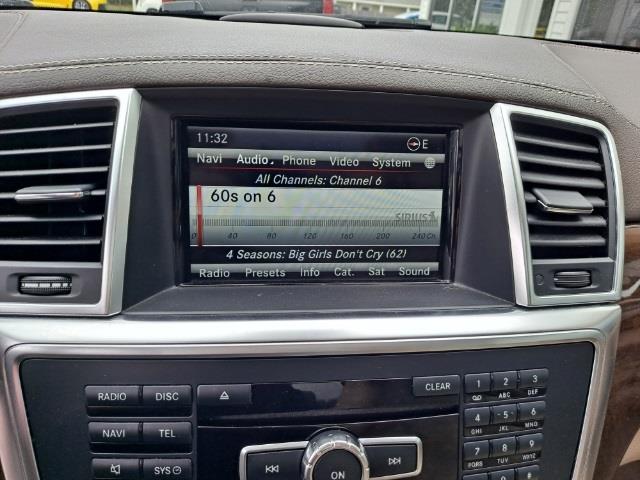 11:32 E
Navi Audio Phone Video System
All Channels: Channel 6
60s on 6
SIRIUS
0 40 80 120 160 200 240 Ch
4 Seasons: Big Girls Don't Cry (62)
Radio Presets Info Cat. Sat Sound
RADIO DISC CLEAR 1 2 ABC 3 DEF
NAVI TEL 4 GHI 5 JKL 6 MNO
SYS ON 7 PQRS 8 TUV 9 WXYZ